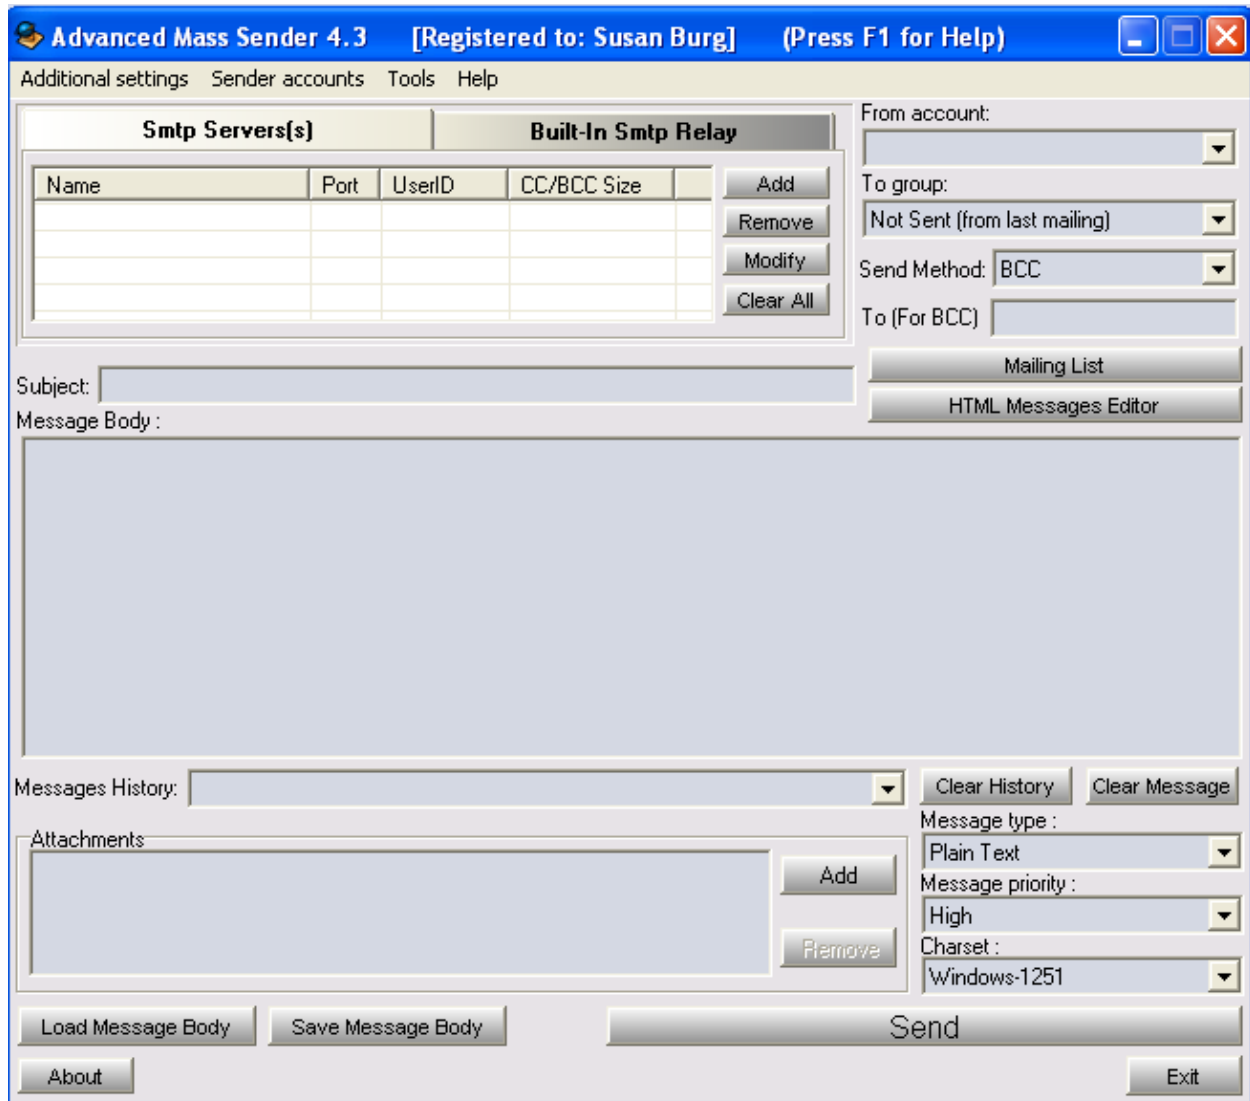 Advanced Mass Sender 4.3 [Registered to: Susan Burg] (Press F1 for Help)
Additional settings Sender accounts Tools Help
Smtp Servers(s) Built-In Smtp Relay
Name Port UserID CC/BCC Size
Add
Remove
Modify
Clear All
From account:
To group:
Not Sent (from last mailing)
Send Method: BCC
To (For BCC)
Mailing List
HTML Messages Editor
Subject:
Message Body :
Messages History:
Clear History Clear Message
Attachments
Add
Remove
Message type :
Plain Text
Message priority :
High
Charset :
Windows-1251
Load Message Body Save Message Body Send
About Exit